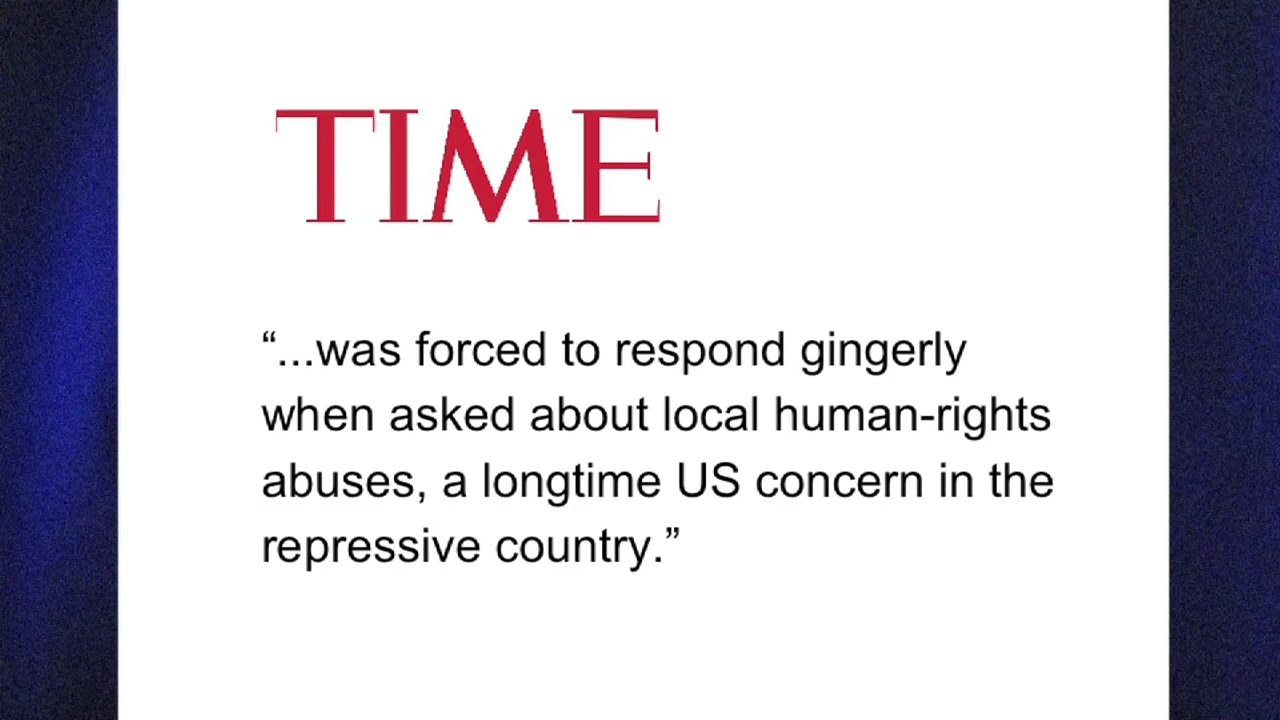 TIME
“...was forced to respond gingerly
when asked about local human-rights
abuses, a longtime US concern in the
repressive country.”